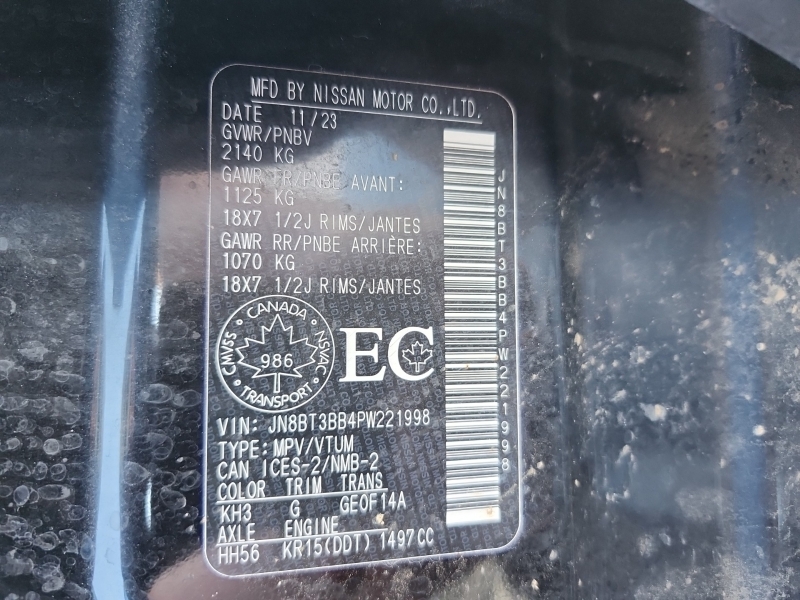 MFD BY NISSAN MOTOR CO.,LTD.
DATE 11/23
GVWR/PNBV
2140 KG
GAWR FR/PNBE AVANT:
1125 KG
18X7 1/2J RIMS/JANTES
GAWR RR/PNBE ARRIÈRE:
1070 KG
18X7 1/2J RIMS/JANTES
CANADA
CMVSS
NSVAC
986
TRANSPORT
EC
VIN: JN8BT3BB4PW221998
TYPE: MPV/VTUM
CAN ICES-2/NMB-2
COLOR TRIM TRANS
KH3 G GE0F14A
AXLE ENGINE
HH56 KR15(DDT) 1497CC
JN8BT3BB4PW221998